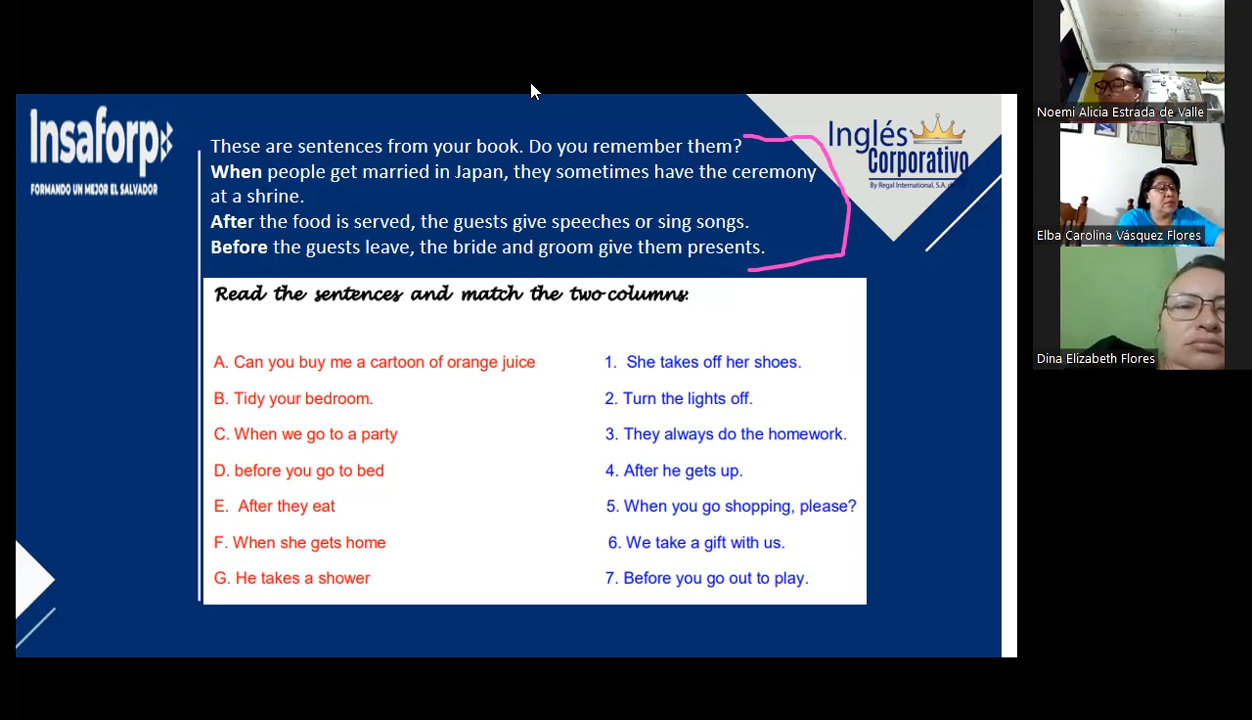 Insaforp
FORMANDO UN MEJOR EL SALVADOR
These are sentences from your book. Do you remember them?
When people get married in Japan, they sometimes have the ceremony
at a shrine.
After the food is served, the guests give speeches or sing songs.
Before the guests leave, the bride and groom give them presents.
Inglés
Corporativo
By Regal International, S.A. de
Read the sentences and match the two columns.
A. Can you buy me a cartoon of orange juice
1. She takes off her shoes.
B. Tidy your bedroom.
2. Turn the lights off.
C. When we go to a party
3. They always do the homework.
D. before you go to bed
4. After he gets up.
E. After they eat
5. When you go shopping, please?
F. When she gets home
6. We take a gift with us.
G. He takes a shower
7. Before you go out to play.
Noemi Alicia Estrada de Valle
Elba Carolina Vásquez Flores
Dina Elizabeth Flores